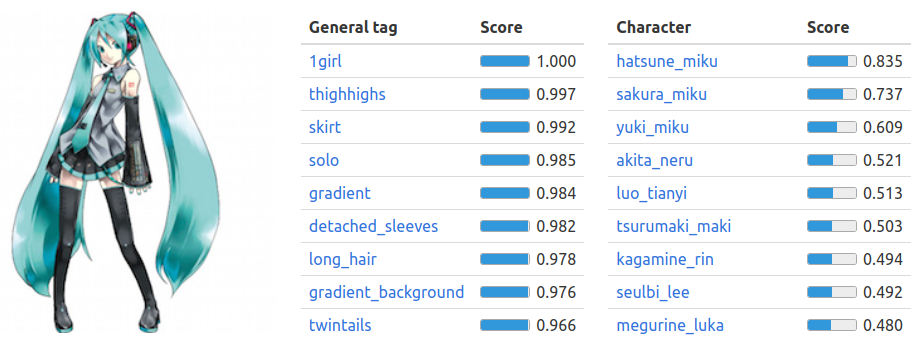 General tag Score Character Score
1girl 1.000 hatsune_miku 0.835
thighhighs 0.997 sakura_miku 0.737
skirt 0.992 yuki_miku 0.609
solo 0.985 akita_neru 0.521
gradient 0.984 luo_tianyi 0.513
detached_sleeves 0.982 tsurumaki_maki 0.503
long_hair 0.978 kagamine_rin 0.494
gradient_background 0.976 seulbi_lee 0.492
twintails 0.966 megurine_luka 0.480